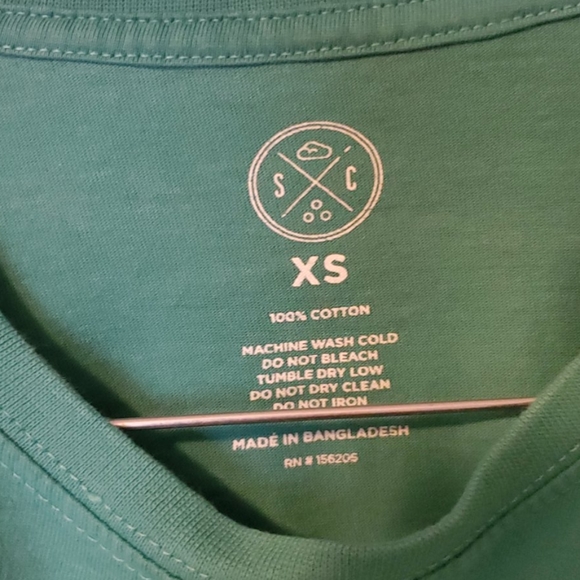 S C
XS
100% COTTON
MACHINE WASH COLD
DO NOT BLEACH
TUMBLE DRY LOW
DO NOT DRY CLEAN
DO NOT IRON
MADE IN BANGLADESH
RN # 156205